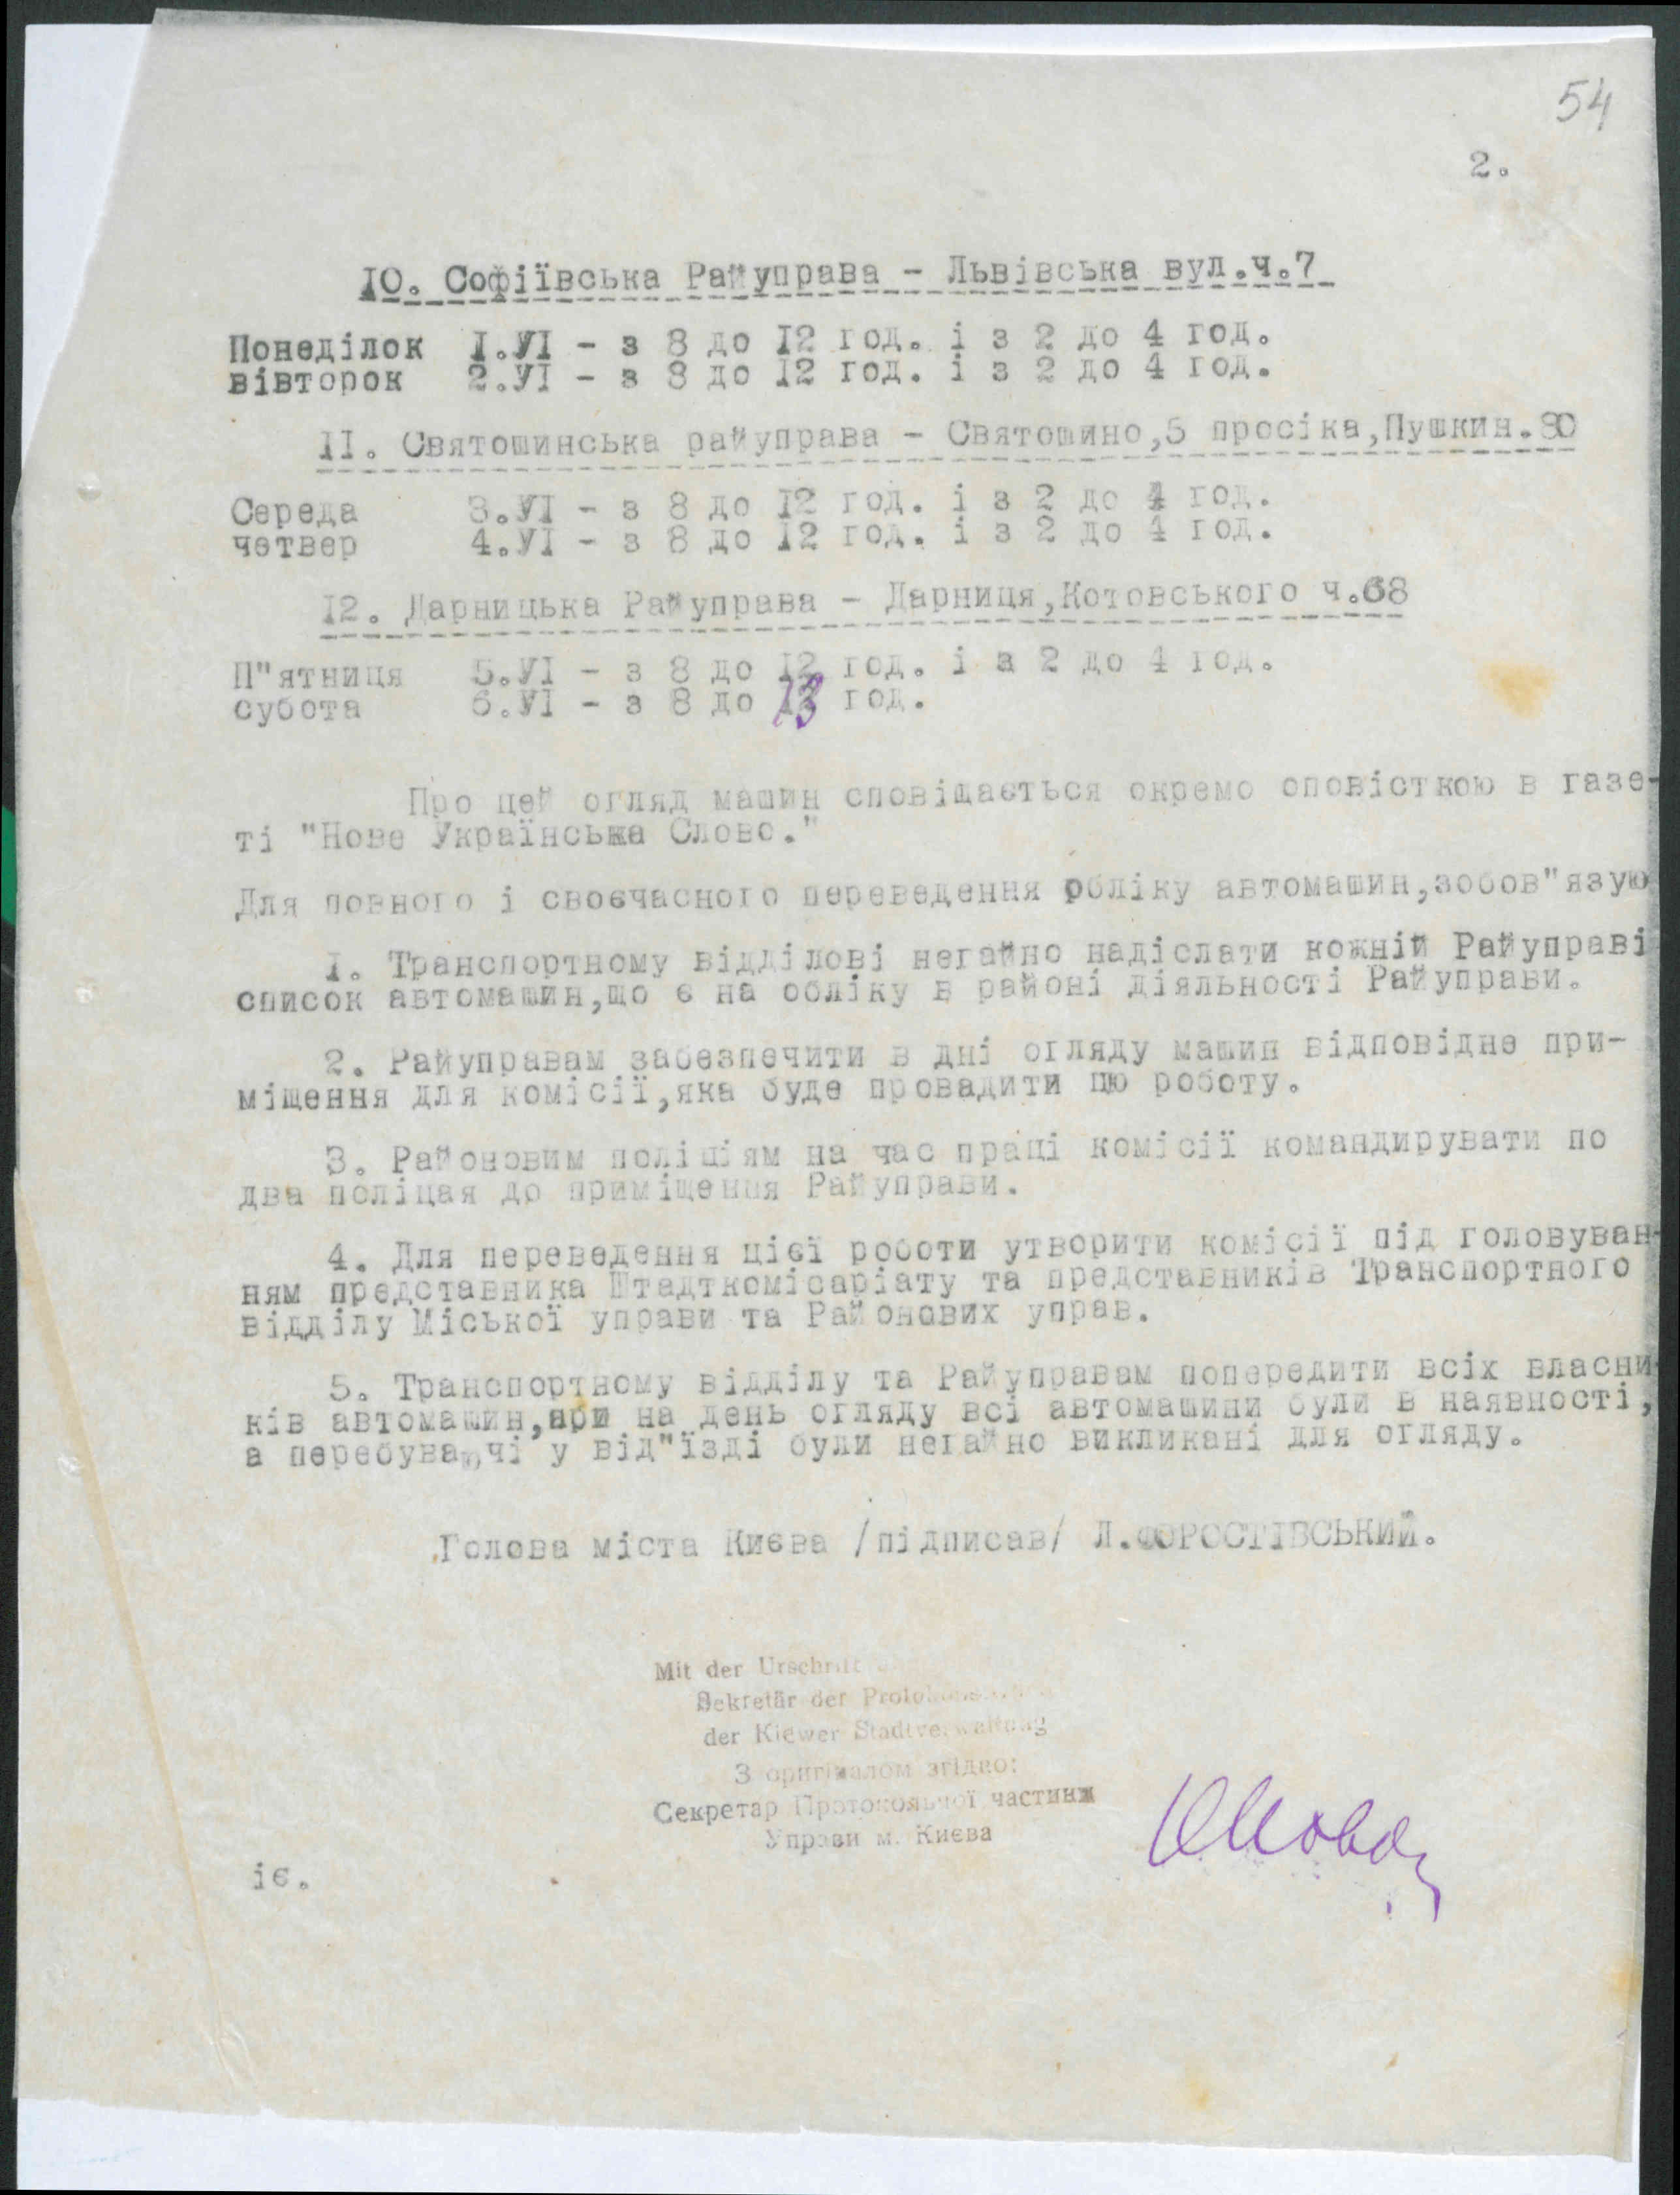 54
2.
10. Софіївська Райуправа - Львівська вул.ч.7
Понеділок 1.УІ - з 8 до 12 год. і з 2 до 4 год.
вівторок 2.УІ - з 8 до 12 год. і з 2 до 4 год.
11. Святошинська райуправа - Святошино,5 просіка,Пушкин.80
Середа 3.УІ - з 8 до 12 год. і з 2 до 4 год.
четвер 4.УІ - з 8 до 12 год. і з 2 до 4 год.
12. Дарницька Райуправа - Дарниця,Котовського ч.68
П"ятниця 5.УІ - з 8 до 12 год. і з 2 до 4 год.
субота 6.УІ - з 8 до 13 год.
Про цей огляд машин сповіщається окремо оповісткою в газе-
ті "Нове Українська Слово."
Для повного і своєчасного переведення обліку автомашин,зобов"язую
1. Транспортному відділові негайно надіслати кожній Райуправі
список автомашин,що є на обліку в районі діяльності Райуправи.
2. Райуправам забезпечити в дні огляду машин відповідне при-
міщення для комісії,яка буде провадити цю роботу.
3. Районовим поліціям на час праці комісії командирувати по
два поліцая до приміщення Райуправи.
4. Для переведення цієї роботи утворити комісії під головуван-
ням представника Штадткомісаріату та представників Транспортного
відділу Міської управи та Районових управ.
5. Транспортному відділу та Райуправам попередити всіх власни-
ків автомашин, на день огляду всі автомашини були в наявності,
а перебуваючі у від"їзді були негайно викликані для огляду.
Голова міста Києва /підписав/ Л.ФОРОСТІВСЬКИЙ.
Mit der Urschrift
Sekretär der
der Kiewer Stadtverwaltung
З оригіналом згідно:
Секретар Протокольної частини
Управи м. Києва
іє.